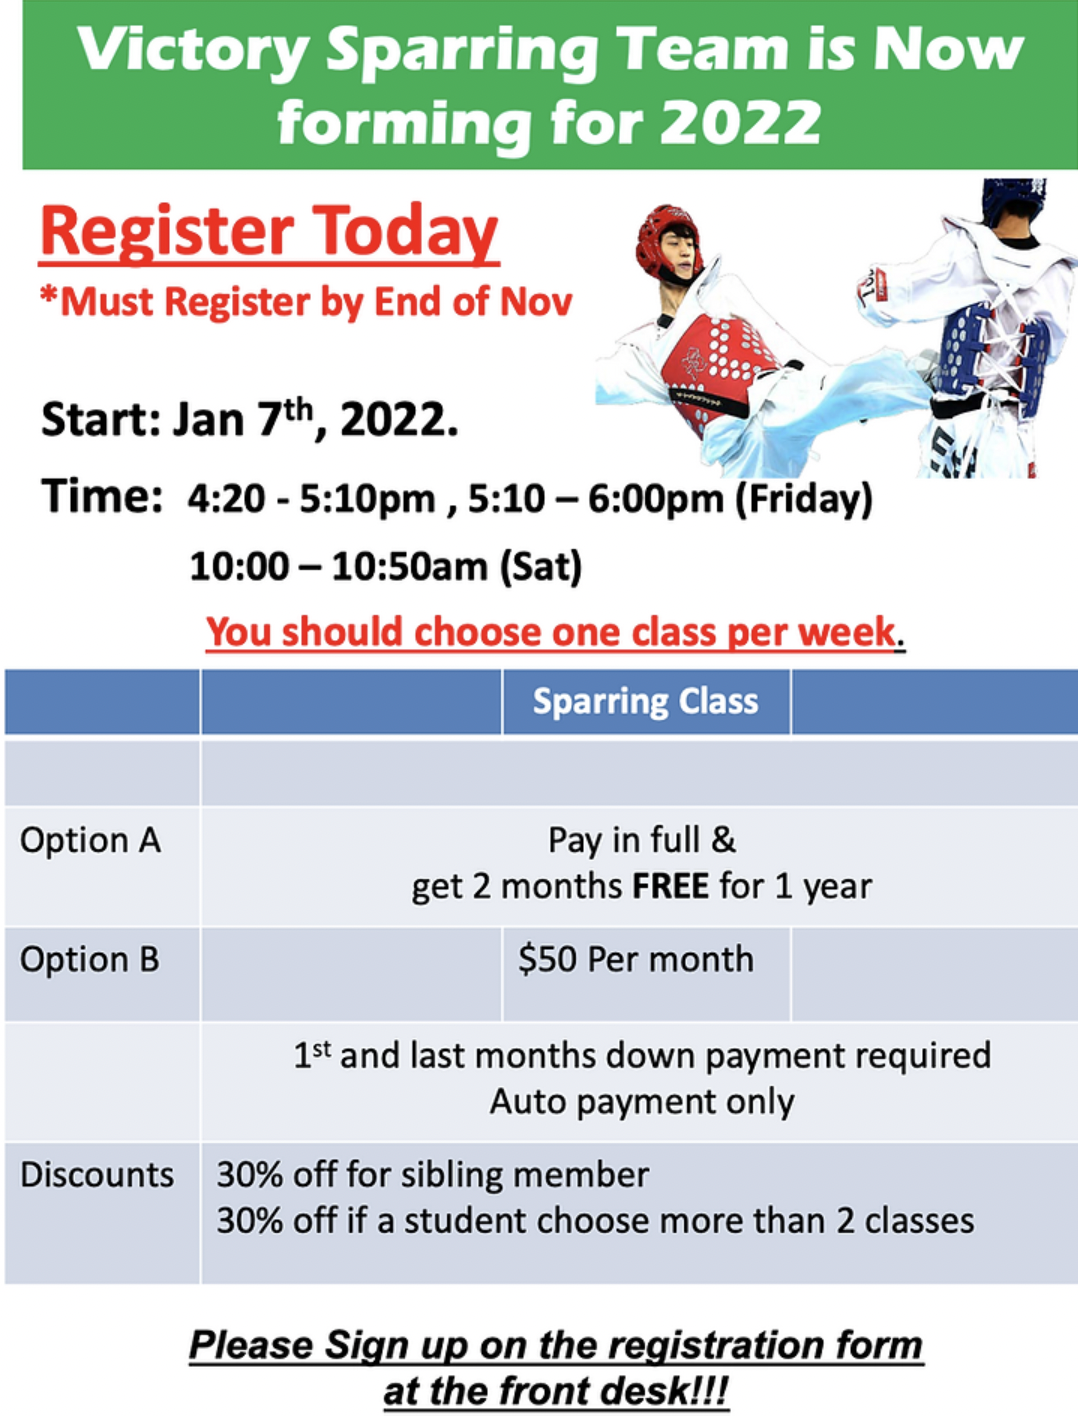 Victory Sparring Team is Now
forming for 2022
Register Today
*Must Register by End of Nov
Start: Jan 7th, 2022.
Time: 4:20 - 5:10pm , 5:10 – 6:00pm (Friday)
10:00 – 10:50am (Sat)
You should choose one class per week.
Sparring Class
Option A
Pay in full &
get 2 months FREE for 1 year
Option B
$50 Per month
1st and last months down payment required
Auto payment only
Discounts
30% off for sibling member
30% off if a student choose more than 2 classes
Please Sign up on the registration form
at the front desk!!!